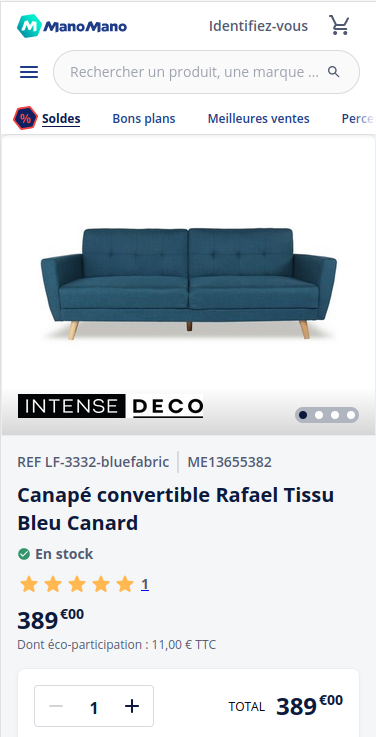 ManoMano
Identifiez-vous
Rechercher un produit, une marque ...
% Soldes Bons plans Meilleures ventes Perce
INTENSE DECO
REF LF-3332-bluefabric ME13655382
Canapé convertible Rafael Tissu
Bleu Canard
En stock
1
389€00
Dont éco-participation : 11,00 € TTC
1 TOTAL 389€00